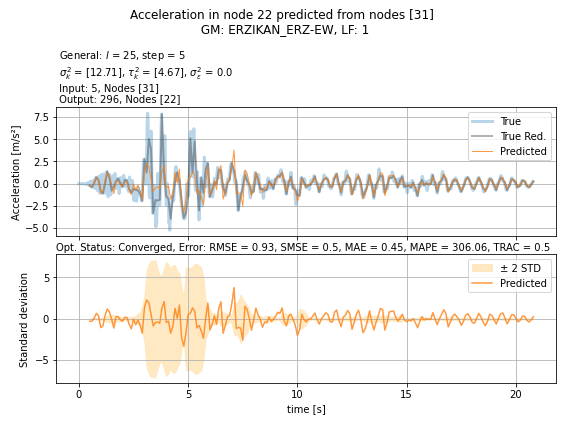 Acceleration in node 22 predicted from nodes [31]
GM: ERZIKAN_ERZ-EW, LF: 1
General: l = 25, step = 5
σ²ₖ = [12.71], τ²ₖ = [4.67], σ²ε = 0.0
Input: 5, Nodes [31]
Output: 296, Nodes [22]
Acceleration [m/s²]
7.5
5.0
2.5
0.0
−2.5
−5.0
True
True Red.
Predicted
Opt. Status: Converged, Error: RMSE = 0.93, SMSE = 0.5, MAE = 0.45, MAPE = 306.06, TRAC = 0.5
Standard deviation
5
0
−5
± 2 STD
Predicted
0 5 10 15 20
time [s]